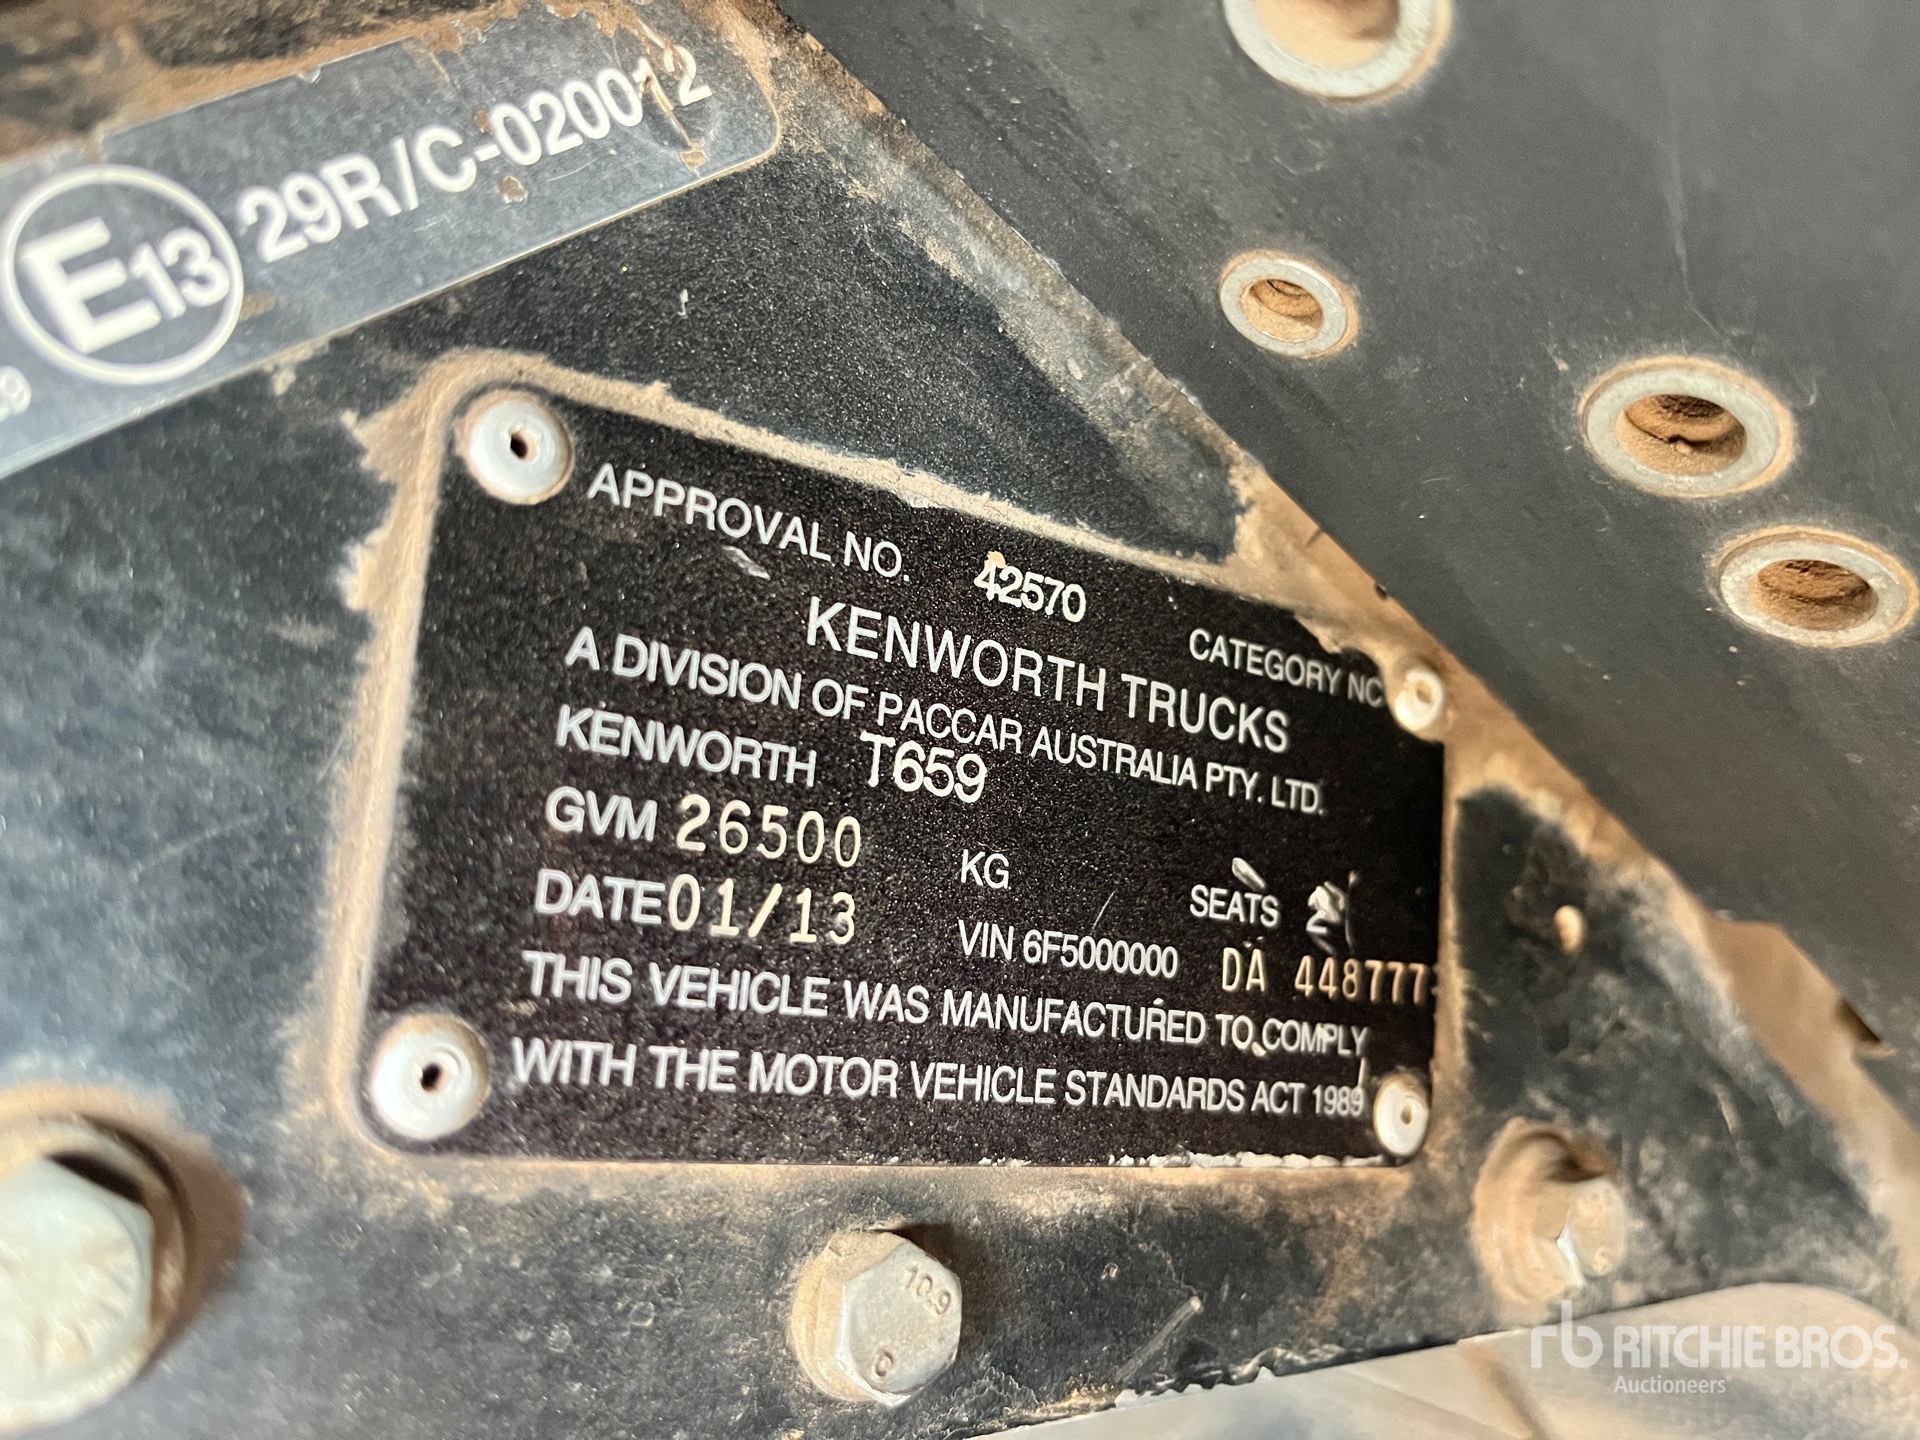 E13 29R/C-020012
APPROVAL NO. 42570
CATEGORY NC
KENWORTH TRUCKS
A DIVISION OF PACCAR AUSTRALIA PTY. LTD.
KENWORTH T659
GVM 26500 KG
SEATS
DATE 01/13
VIN 6F5000000 DA 448777
THIS VEHICLE WAS MANUFACTURED TO COMPLY
WITH THE MOTOR VEHICLE STANDARDS ACT 1989
10.9
rb RITCHIE BROS.
Auctioneers